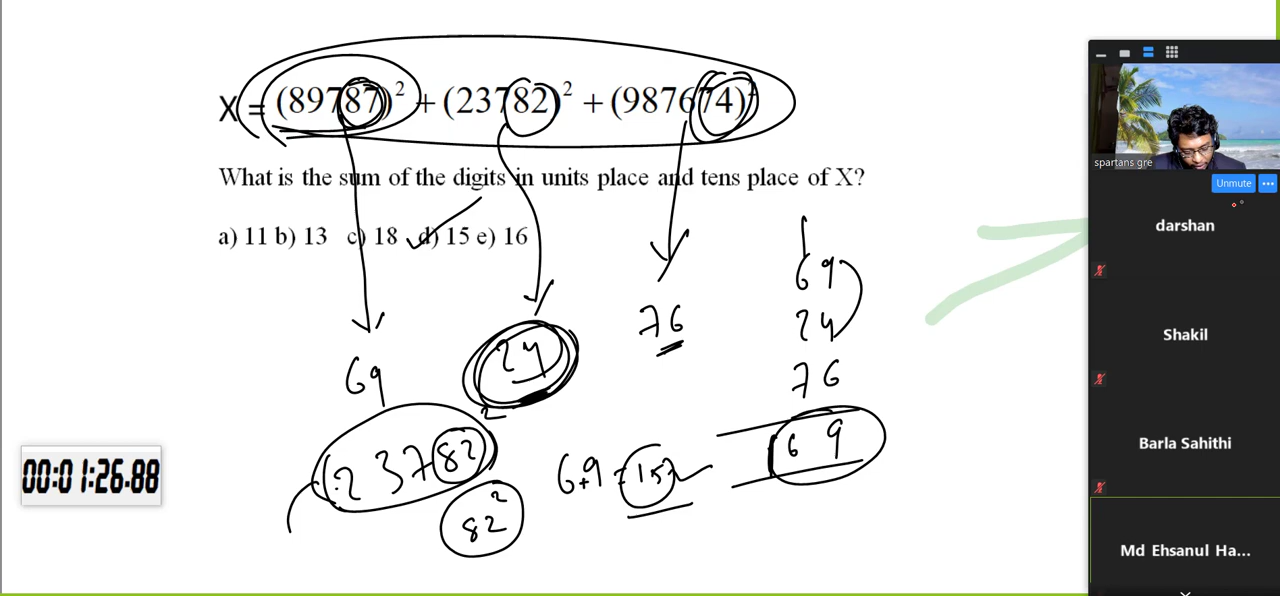 X = (89787)² + (23782)² + (987674)²
What is the sum of the digits in units place and tens place of X?
a) 11 b) 13 c) 18 d) 15 e) 16
69
24
76
69
24
76
69
(23782)²
82²
6+9=15
00:01:26.88
spartans gre
Unmute
darshan
Shakil
Barla Sahithi
Md Ehsanul Ha...